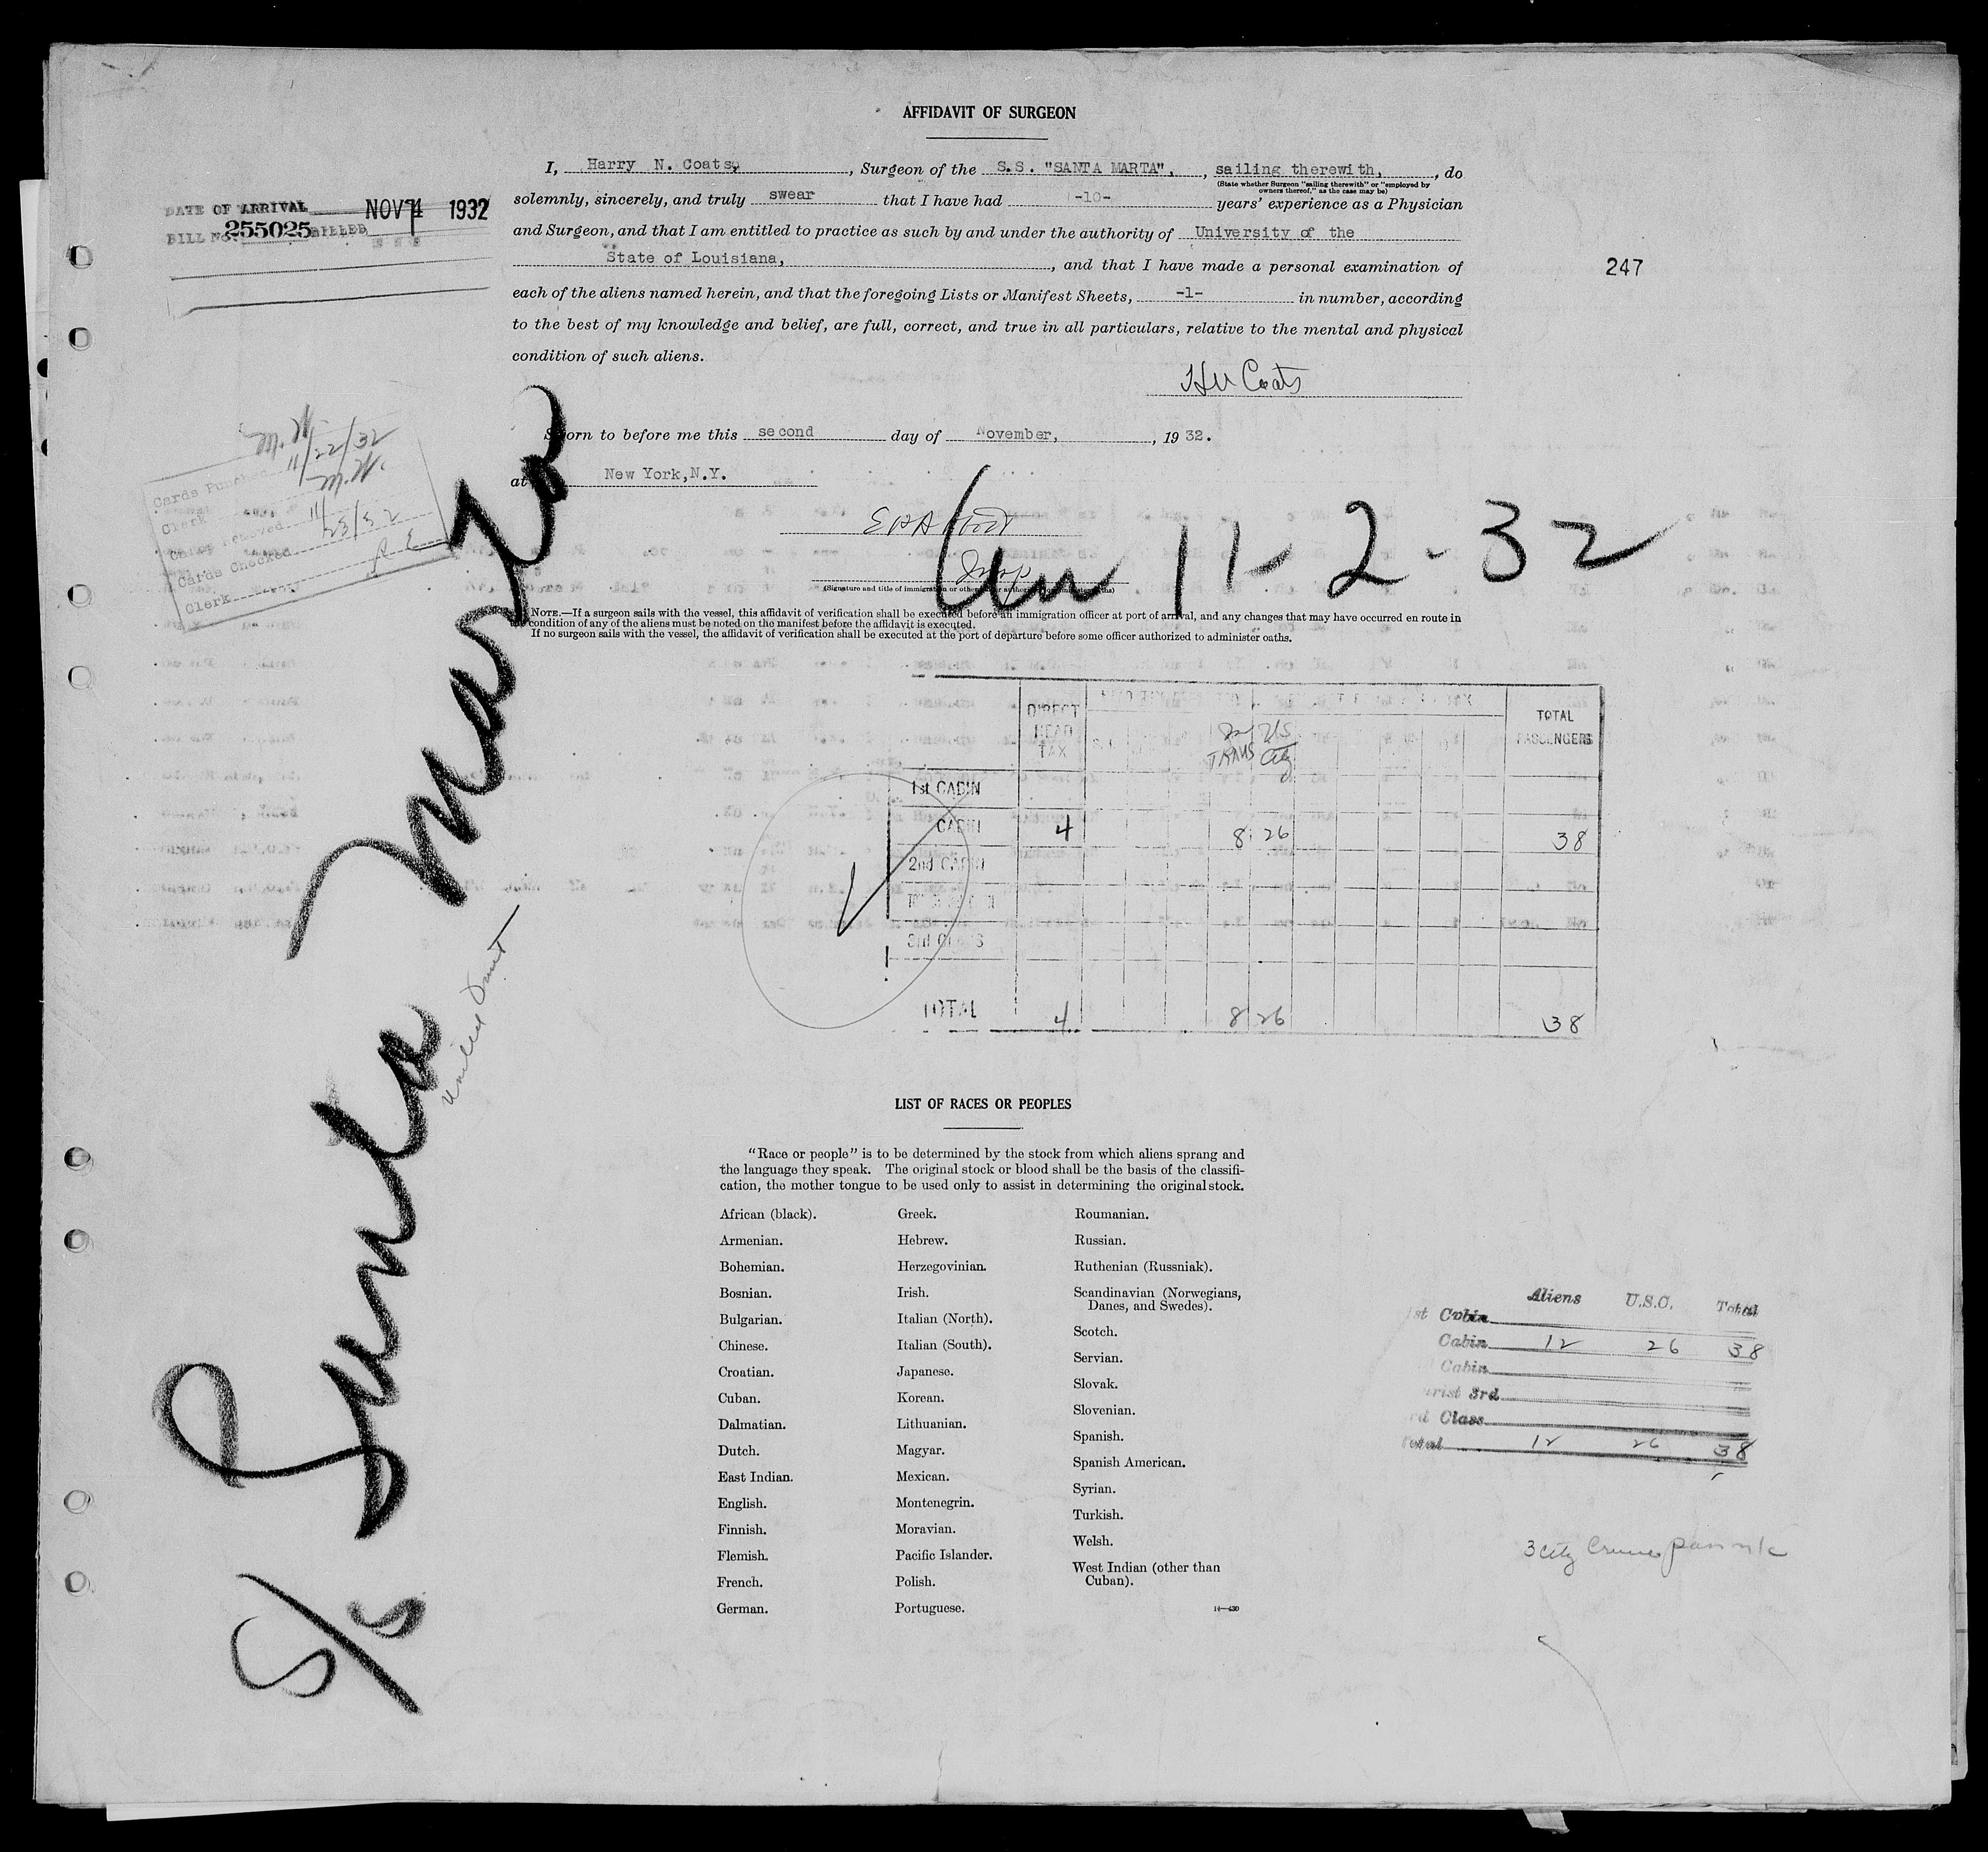 AFFIDAVIT OF SURGEON
I, Harry N. Coats, , Surgeon of the S.S. "SANTA MARTA", , sailing therewith, , do
(State whether Surgeon "sailing therewith" or "employed by
owners thereof," as the case may be)
solemnly, sincerely, and truly swear that I have had -10- years' experience as a Physician
and Surgeon, and that I am entitled to practice as such by and under the authority of University of the
State of Louisiana, , and that I have made a personal examination of
each of the aliens named herein, and that the foregoing Lists or Manifest Sheets, -1- in number, according
to the best of my knowledge and belief, are full, correct, and true in all particulars, relative to the mental and physical
condition of such aliens.
DATE OF ARRIVAL NOV 1932
BILL No. 255025 BILLED
247
HN Coats
Sworn to before me this second day of November, , 19 32.
at New York, N.Y.
M.N.
Cards Punched 11/22/32
Clerk M.N.
removed 11/23/32
Cards Checked
Clerk
Insp
11-2-32
(Signature and title of immigration or other officer authorized
NOTE.—If a surgeon sails with the vessel, this affidavit of verification shall be executed before an immigration officer at port of arrival, and any changes that may have occurred en route in
condition of any of the aliens must be noted on the manifest before the affidavit is executed.
If no surgeon sails with the vessel, the affidavit of verification shall be executed at the port of departure before some officer authorized to administer oaths.
S/S Santa Marta
United Fruit
DIRECT HEAD TAX
TRANS
US Ctz
TOTAL PASSENGERS
1st CABIN
CABIN 4 8 26 38
2nd CABIN
3rd CLASS
TOTAL 4 8 26 38
LIST OF RACES OR PEOPLES
"Race or people" is to be determined by the stock from which aliens sprang and
the language they speak. The original stock or blood shall be the basis of the classifi-
cation, the mother tongue to be used only to assist in determining the original stock.
African (black).
Armenian.
Bohemian.
Bosnian.
Bulgarian.
Chinese.
Croatian.
Cuban.
Dalmatian.
Dutch.
East Indian.
English.
Finnish.
Flemish.
French.
German.
Greek.
Hebrew.
Herzegovinian.
Irish.
Italian (North).
Italian (South).
Japanese.
Korean.
Lithuanian.
Magyar.
Mexican.
Montenegrin.
Moravian.
Pacific Islander.
Polish.
Portuguese.
Roumanian.
Russian.
Ruthenian (Russniak).
Scandinavian (Norwegians,
Danes, and Swedes).
Scotch.
Servian.
Slovak.
Slovenian.
Spanish.
Spanish American.
Syrian.
Turkish.
Welsh.
West Indian (other than
Cuban).
14—430
Aliens U.S.C. Total
1st Cabin
Cabin 12 26 38
Cabin
urist 3rd
rd Class
Total 12 26 38